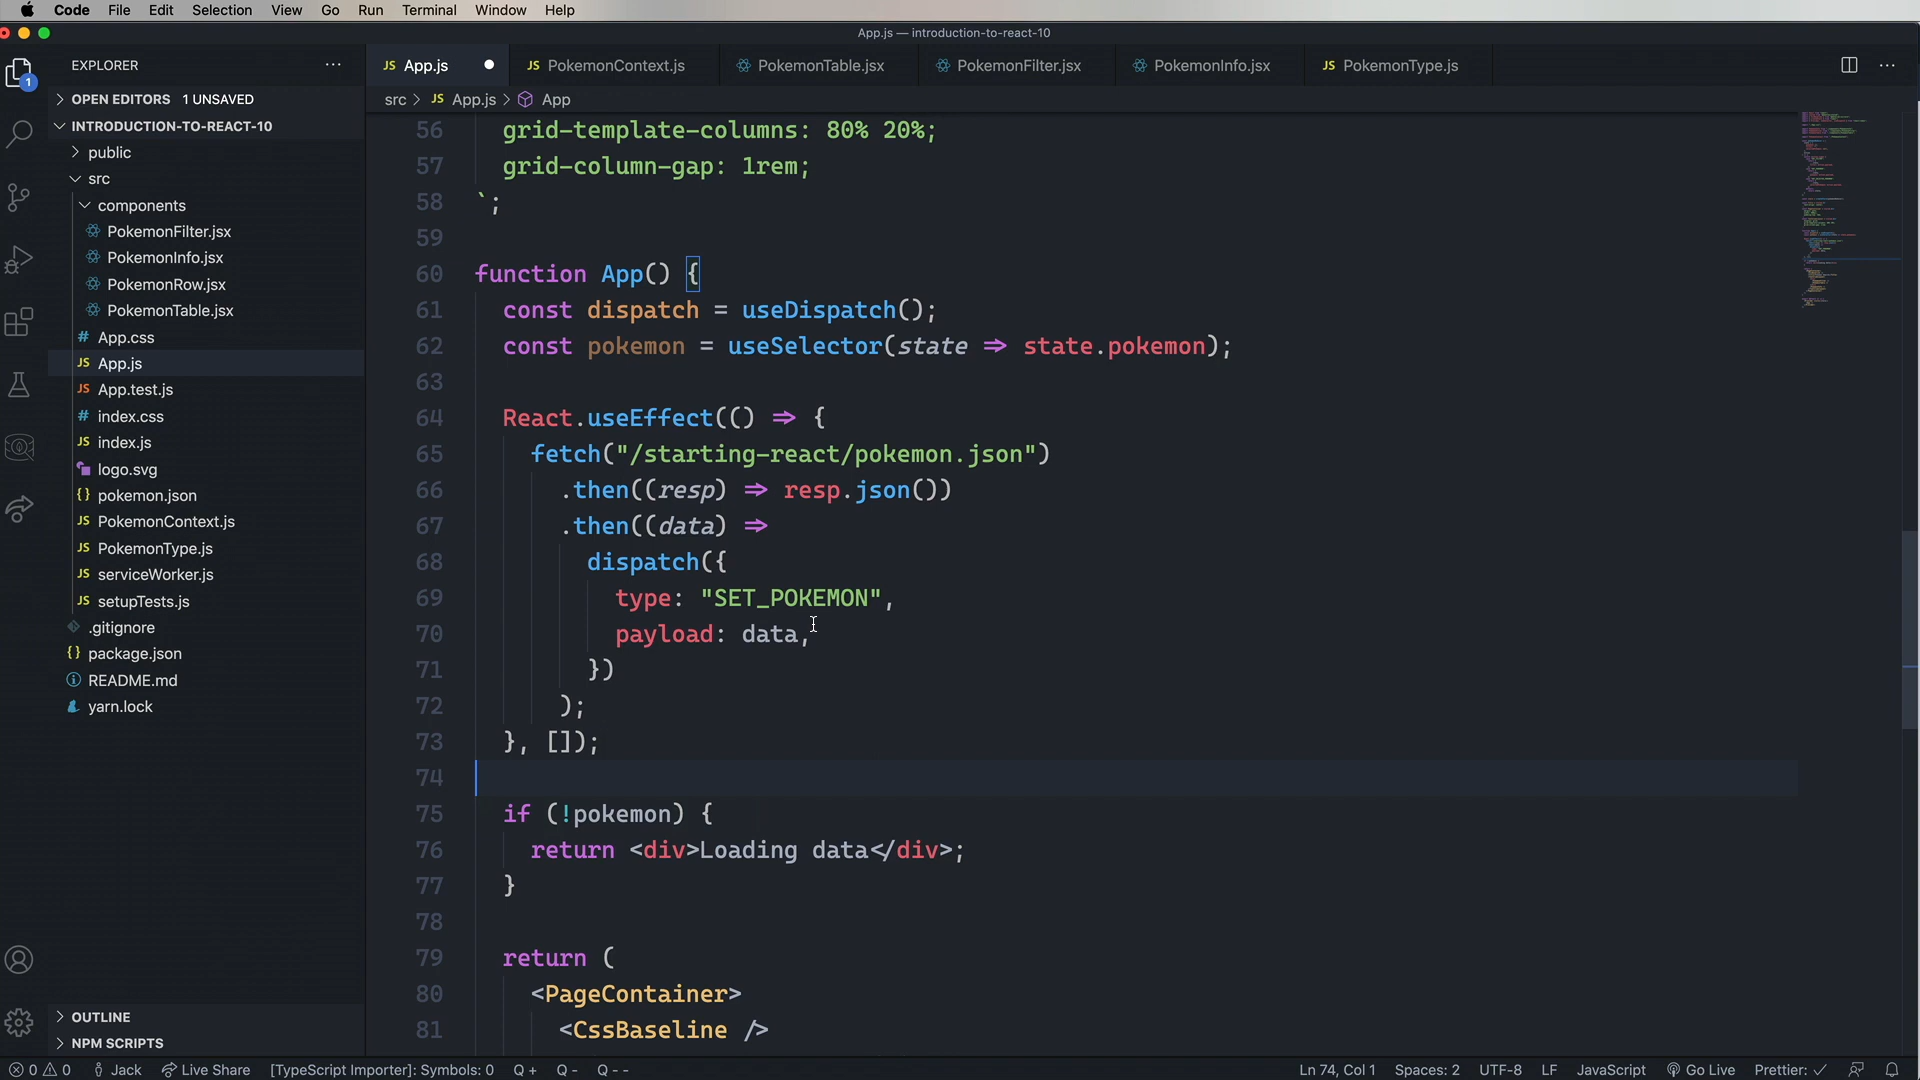 Code File Edit Selection View Go Run Terminal Window Help
App.js — introduction-to-react-10
EXPLORER ···
JS App.js
JS PokemonContext.js
PokemonTable.jsx
PokemonFilter.jsx
PokemonInfo.jsx
JS PokemonType.js
···
1
> OPEN EDITORS 1 UNSAVED
INTRODUCTION-TO-REACT-10
public
src
components
PokemonFilter.jsx
PokemonInfo.jsx
PokemonRow.jsx
PokemonTable.jsx
# App.css
JS App.js
JS App.test.js
# index.css
JS index.js
logo.svg
{} pokemon.json
JS PokemonContext.js
JS PokemonType.js
JS serviceWorker.js
JS setupTests.js
.gitignore
{} package.json
README.md
yarn.lock
OUTLINE
NPM SCRIPTS
src > JS App.js > App
56 grid-template-columns: 80% 20%;
57 grid-column-gap: 1rem;
58 `;
59
60 function App() {
61 const dispatch = useDispatch();
62 const pokemon = useSelector(state ⇒ state.pokemon);
63
64 React.useEffect(() ⇒ {
65 fetch("/starting-react/pokemon.json")
66 .then((resp) ⇒ resp.json())
67 .then((data) ⇒
68 dispatch({
69 type: "SET_POKEMON",
70 payload: data,
71 })
72 );
73 }, []);
74
75 if (!pokemon) {
76 return <div>Loading data</div>;
77 }
78
79 return (
80 <PageContainer>
81 <CssBaseline />
0 0 Jack Live Share [TypeScript Importer]: Symbols: 0 Q + Q - Q -- Ln 74, Col 1 Spaces: 2 UTF-8 LF JavaScript Go Live Prettier: ✓